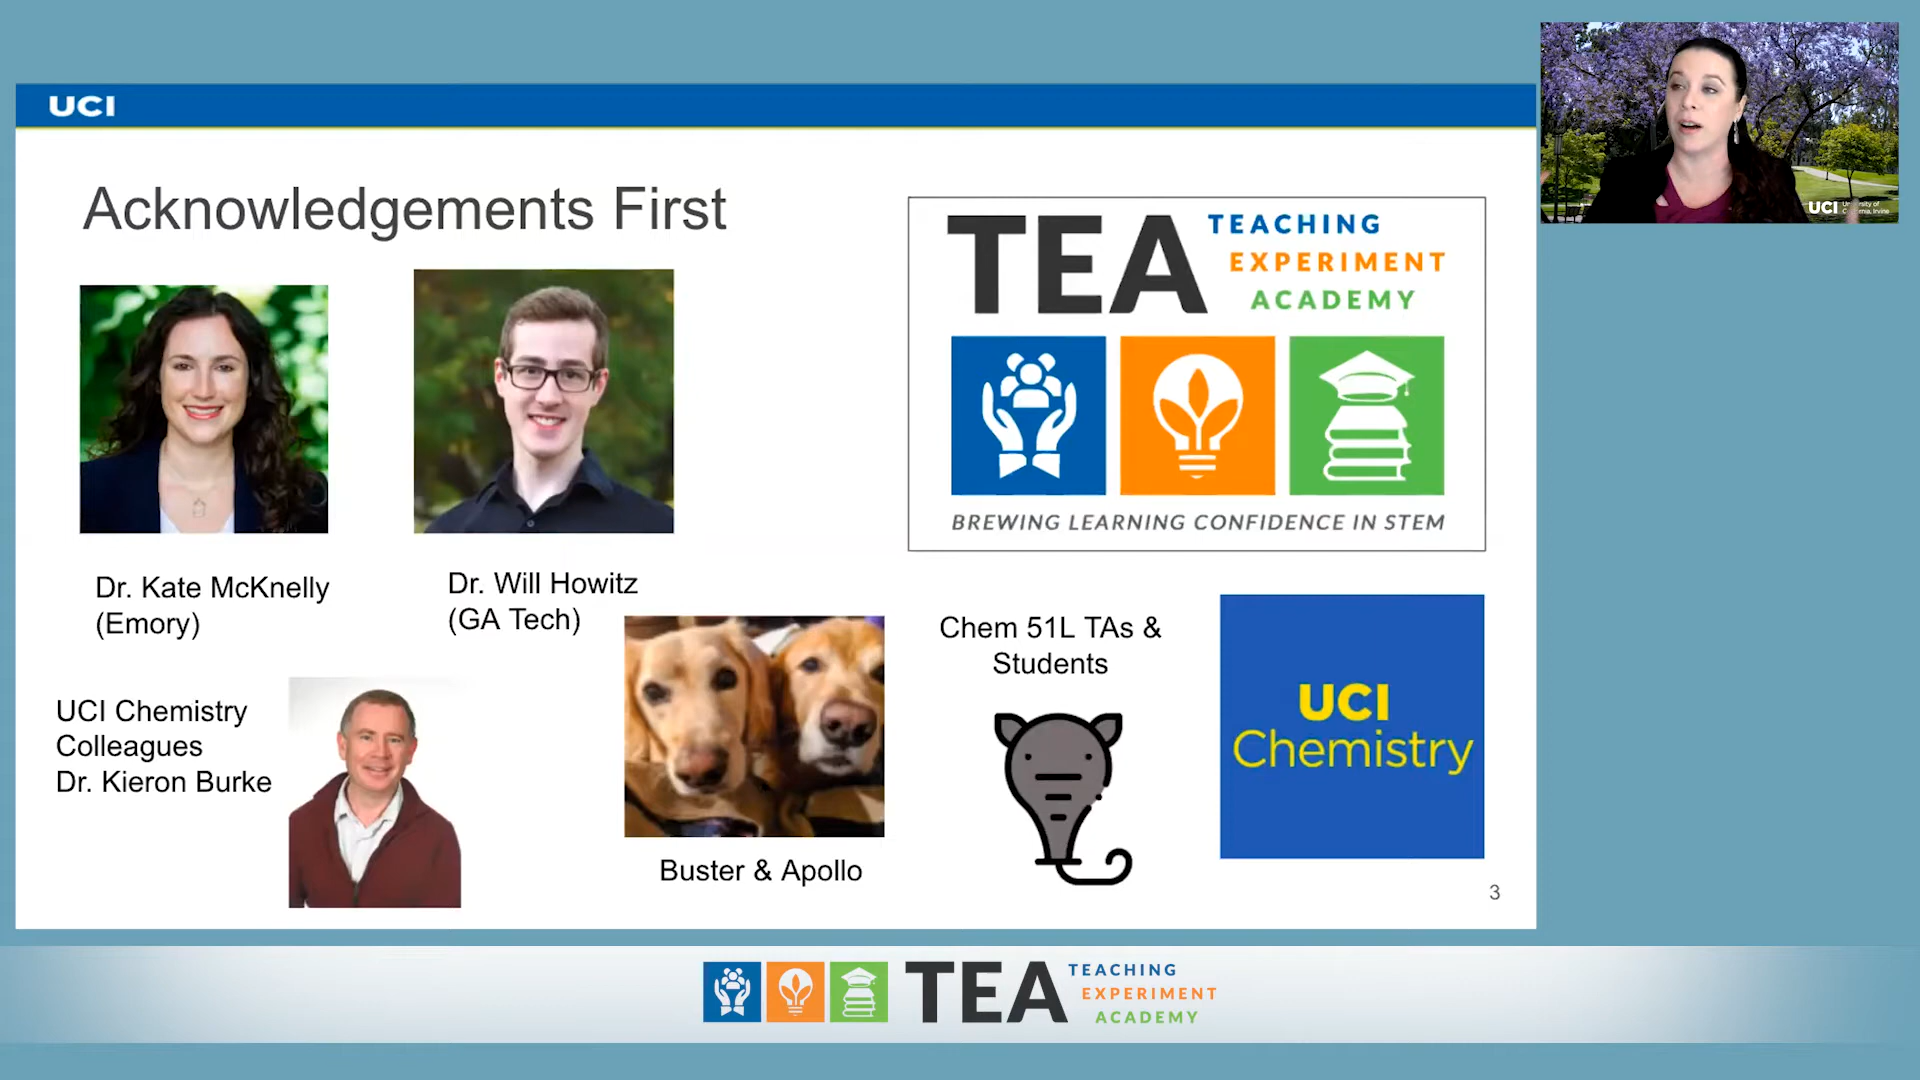 UCI
Acknowledgements First
TEA
TEACHING
EXPERIMENT
ACADEMY
BREWING LEARNING CONFIDENCE IN STEM
Dr. Kate McKnelly
(Emory)
Dr. Will Howitz
(GA Tech)
UCI Chemistry
Colleagues
Dr. Kieron Burke
Buster & Apollo
Chem 51L TAs &
Students
UCI
Chemistry
3
UCI
TEA
TEACHING
EXPERIMENT
ACADEMY